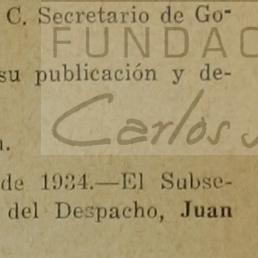 C. Secretario de Go-
FUNDAC
su publicación y de-
Carlos
de 1934.—El Subse-
del Despacho, Juan